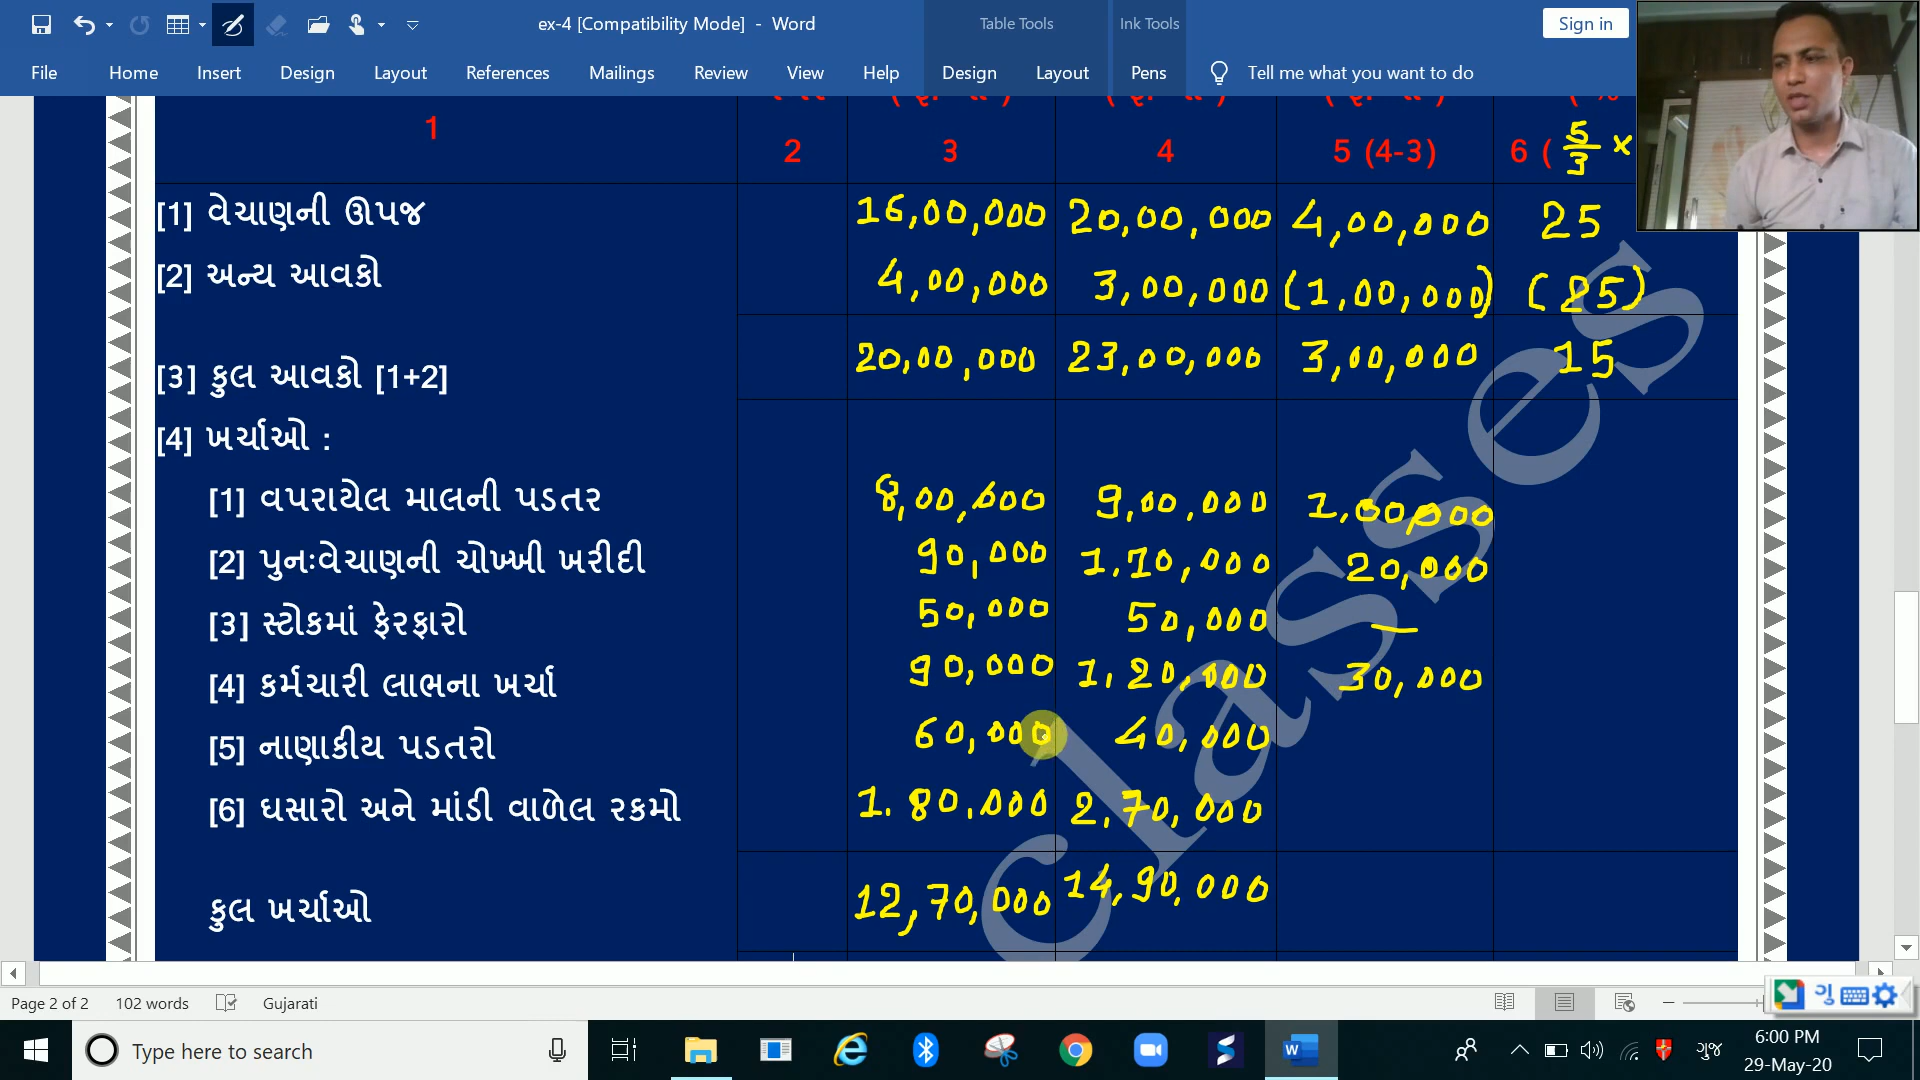 ex-4 [Compatibility Mode] - Word
Table Tools
Ink Tools
Sign in
File Home Insert Design Layout References Mailings Review View Help Design Layout Pens Tell me what you want to do
1 2 3 4 5 (4-3) 6 ( 5/3 ×
[1] વેચાણની ઊપજ 16,00,000 20,00,000 4,00,000 25
[2] અન્ય આવકો 4,00,000 3,00,000 (1,00,000) (25)
[3] કુલ આવકો [1+2] 20,00,000 23,00,000 3,00,000 15
[4] ખર્ચાઓ :
[1] વપરાયેલ માલની પડતર 8,00,000 9,00,000 1,00,000
[2] પુનઃવેચાણની ચોખ્ખી ખરીદી 90,000 1.10,000 20,000
[3] સ્ટોકમાં ફેરફારો 50,000 50,000 —
[4] કર્મચારી લાભના ખર્ચા 90,000 1,20,000 30,000
[5] નાણાકીય પડતરો 60,000 40,000
[6] ઘસારો અને માંડી વાળેલ રકમો 1.80,000 2,70,000
કુલ ખર્ચાઓ 12,70,000 14,90,000
classes
Page 2 of 2 102 words Gujarati
Type here to search
ગુજ
6:00 PM
29-May-20